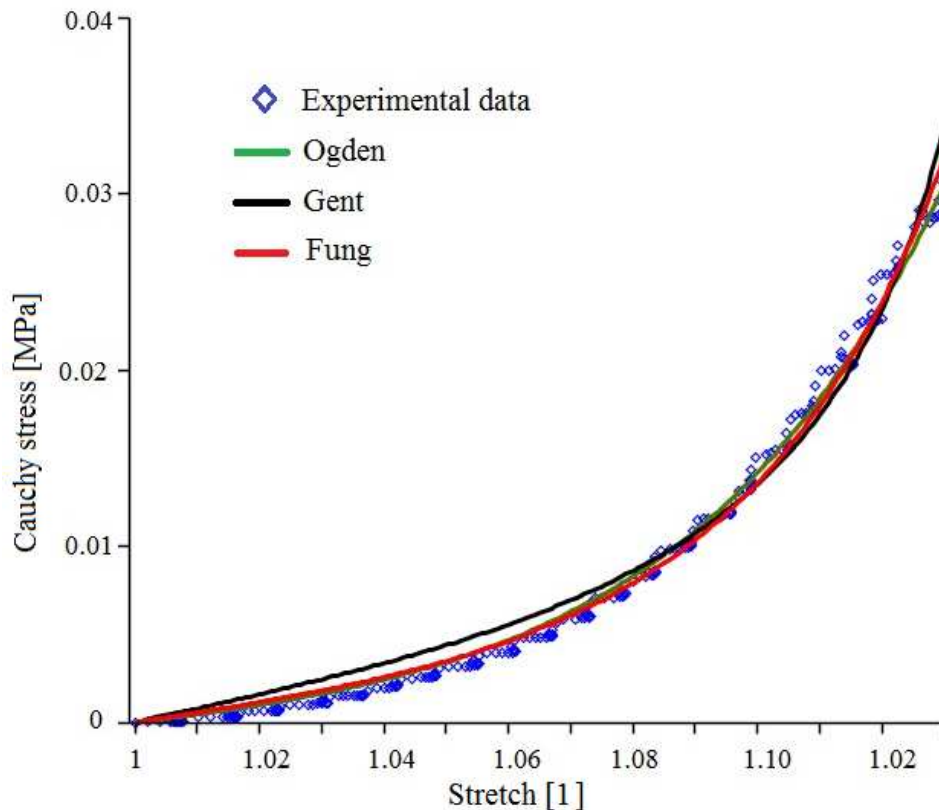 0.04
Experimental data
Ogden
Gent
Fung
0.03
0.02
0.01
0
Cauchy stress [MPa]
1 1.02 1.04 1.06 1.08 1.10 1.02
Stretch [1]